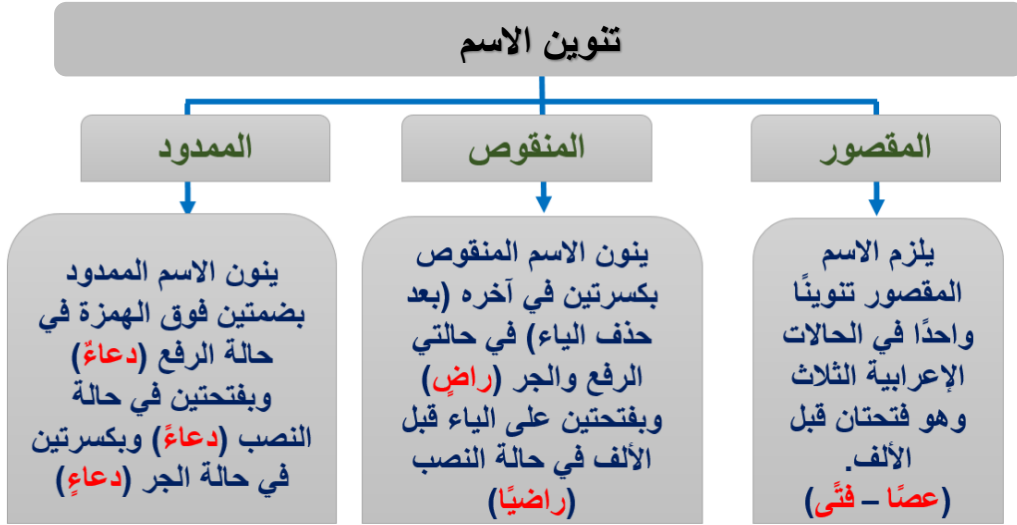 تنوين الاسم
المقصور
يلزم الاسم
المقصور تنوينًا
واحدًا في الحالات
الإعرابية الثلاث
وهو فتحتان قبل
الألف.
(عصًا – فتًى)
المنقوص
ينون الاسم المنقوص
بكسرتين في آخره (بعد
حذف الياء) في حالتي
الرفع والجر (راضٍ)
وبفتحتين على الياء قبل
الألف في حالة النصب
(راضيًا)
الممدود
ينون الاسم الممدود
بضمتين فوق الهمزة في
حالة الرفع (دعاءٌ)
وبفتحتين في حالة
النصب (دعاءً) وبكسرتين
في حالة الجر (دعاءٍ)